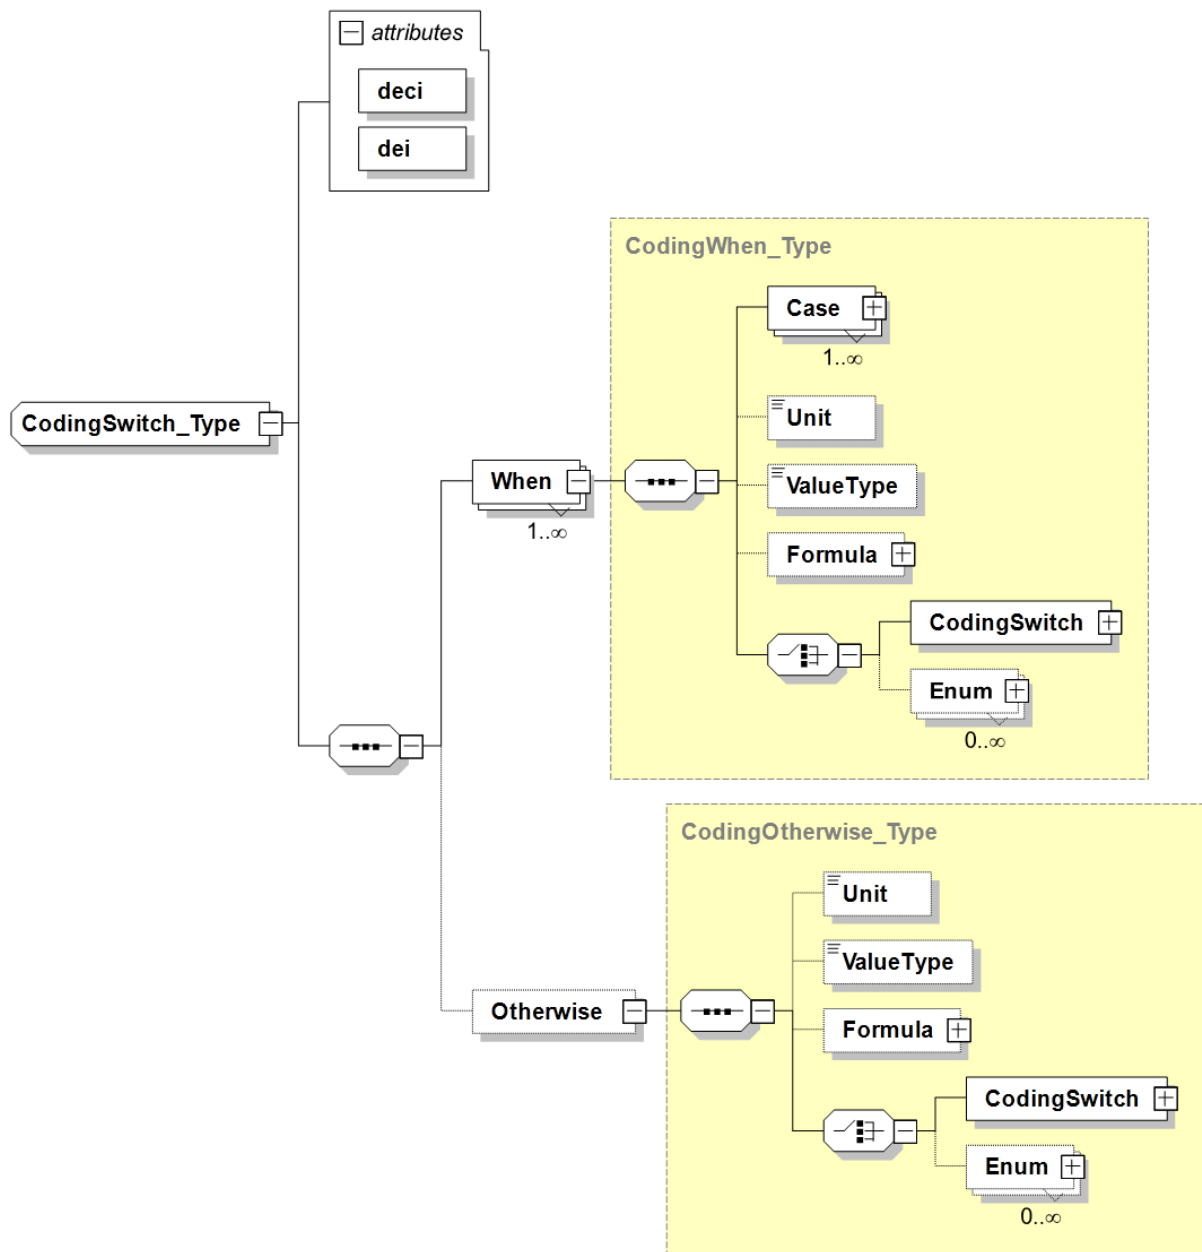 attributes
deci
dei
CodingWhen_Type
Case
1..∞
Unit
CodingSwitch_Type
ValueType
When
1..∞
Formula
CodingSwitch
Enum
0..∞
CodingOtherwise_Type
Unit
ValueType
Otherwise
Formula
CodingSwitch
Enum
0..∞